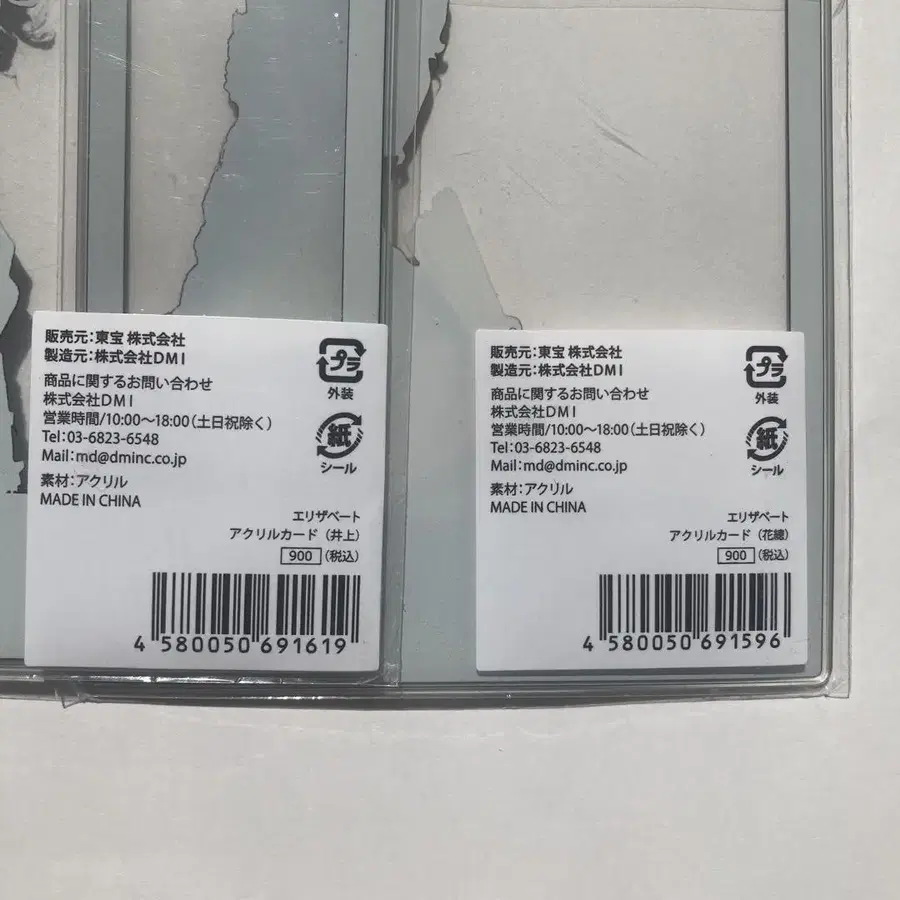 販売元：東宝 株式会社
製造元：株式会社DMI
商品に関するお問い合わせ
株式会社DMI
営業時間/10:00～18:00（土日祝除く）
Tel：03-6823-6548
Mail：md@dminc.co.jp
素材：アクリル
MADE IN CHINA
プラ
外装
紙
シール
エリザベート
アクリルカード（井上）
900（税込）
4 580050 691619
販売元：東宝 株式会社
製造元：株式会社DMI
商品に関するお問い合わせ
株式会社DMI
営業時間/10:00～18:00（土日祝除く）
Tel：03-6823-6548
Mail：md@dminc.co.jp
素材：アクリル
MADE IN CHINA
プラ
外装
紙
シール
エリザベート
アクリルカード（花總）
900（税込）
4 580050 691596